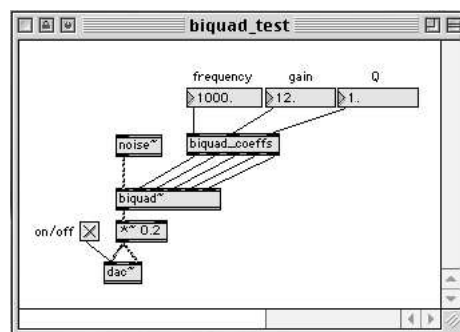 biquad_test
frequency gain Q
1000. 12. 1.
noise~ biquad_coeffs
biquad~
on/off *~ 0.2
dac~